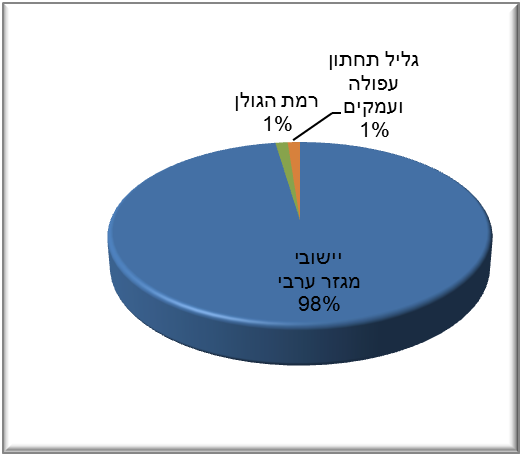 גליל תחתון
עפולה
ועמקים
1%
רמת הגולן
1%
יישובי
מגזר ערבי
98%